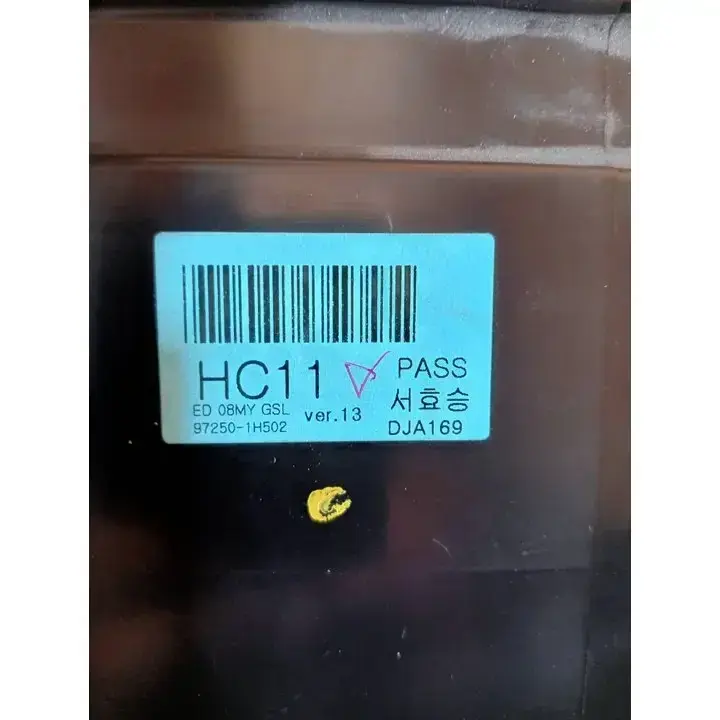 HC11 PASS
ED 08MY GSL ver.13 서효승
97250-1H502 DJA169